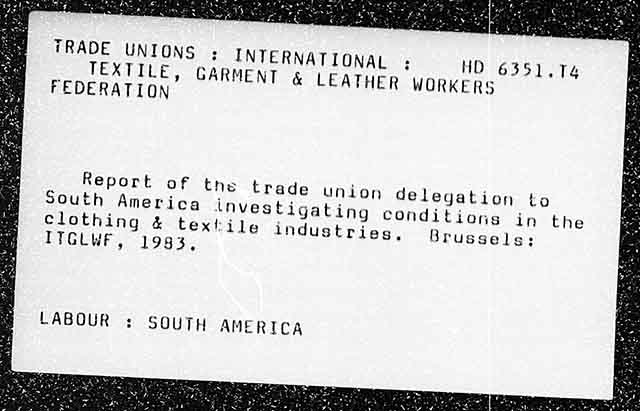 TRADE UNIONS : INTERNATIONAL : HD 6351.T4
TEXTILE, GARMENT & LEATHER WORKERS
FEDERATION
Report of the trade union delegation to
South America investigating conditions in the
clothing & textile industries. Brussels:
ITGLWF, 1983.
LABOUR : SOUTH AMERICA